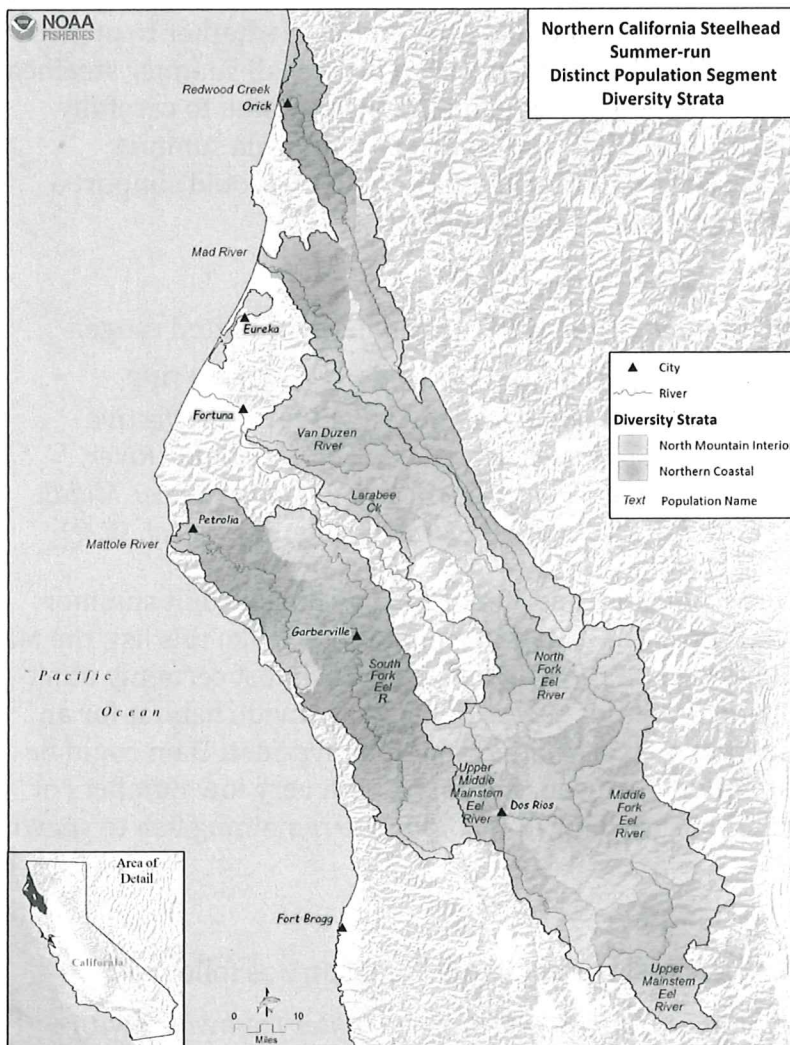 NOAA
FISHERIES
Northern California Steelhead
Summer-run
Distinct Population Segment
Diversity Strata
Redwood Creek
Orick
Mad River
Eureka
Fortuna
Van Duzen
River
Larabee
Ck
Petrolia
Mattole River
Garberville
South
Fork
Eel
R.
North
Fork
Eel
River
Pacific
Ocean
Upper
Middle
Mainstem
Eel
River
Dos Rios
Middle
Fork
Eel
River
Fort Bragg
Upper
Mainstem
Eel
River
City
River
Diversity Strata
North Mountain Interior
Northern Coastal
Text Population Name
Area of
Detail
California
0 10
Miles